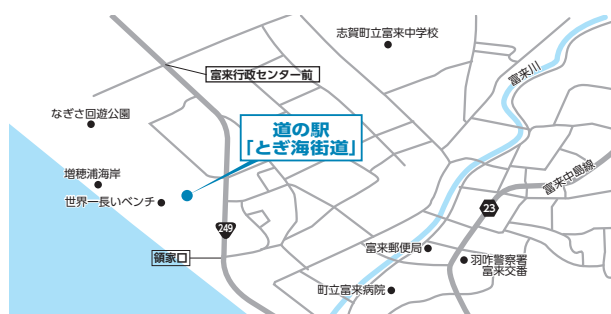 志賀町立富来中学校
富来行政センター前
富来川
なぎさ回遊公園
道の駅
「とぎ海街道」
増穂浦海岸
世界一長いベンチ
富来中島線
23
249
領家口
富来郵便局
羽咋警察署
富来交番
町立富来病院